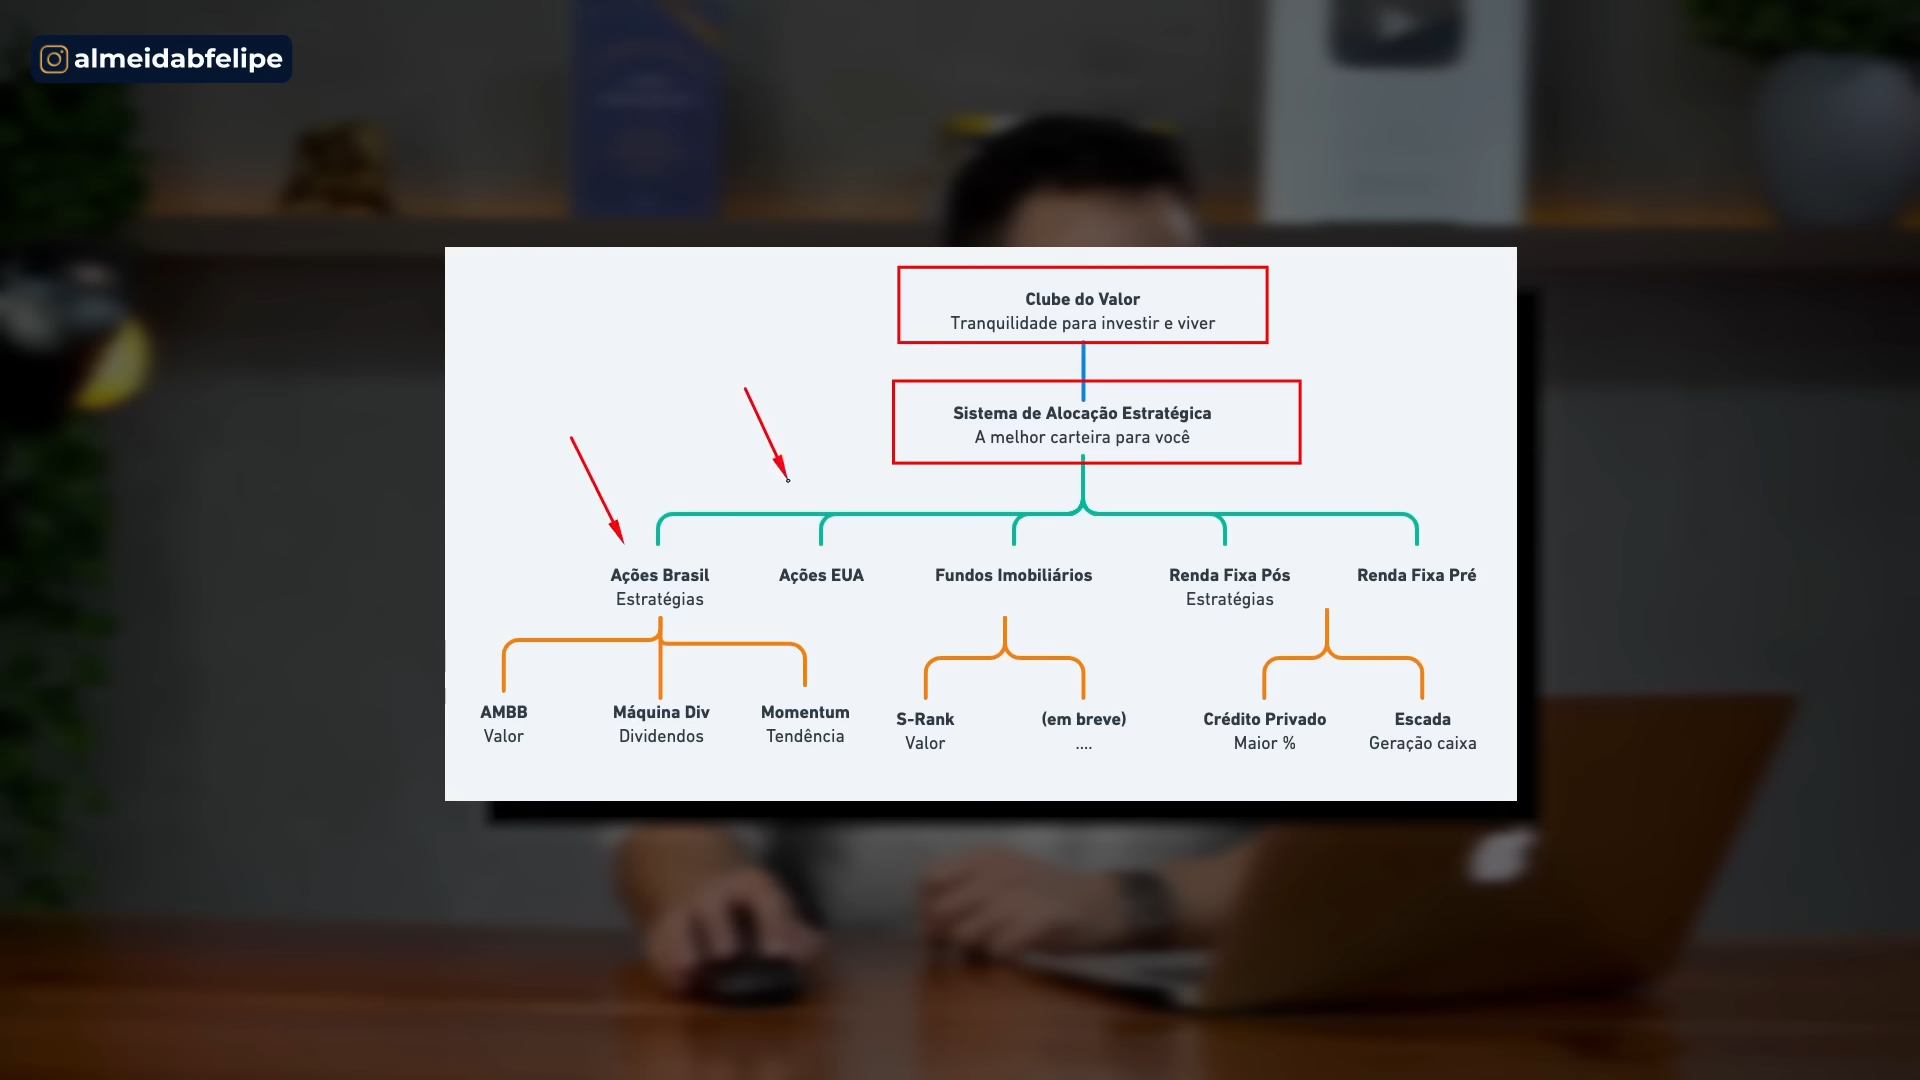 almeidabfelipe
Clube do Valor
Tranquilidade para investir e viver
Sistema de Alocação Estratégica
A melhor carteira para você
Ações Brasil
Estratégias
Ações EUA
Fundos Imobiliários
Renda Fixa Pós
Estratégias
Renda Fixa Pré
AMBB
Valor
Máquina Div
Dividendos
Momentum
Tendência
S-Rank
Valor
(em breve)
....
Crédito Privado
Maior %
Escada
Geração caixa